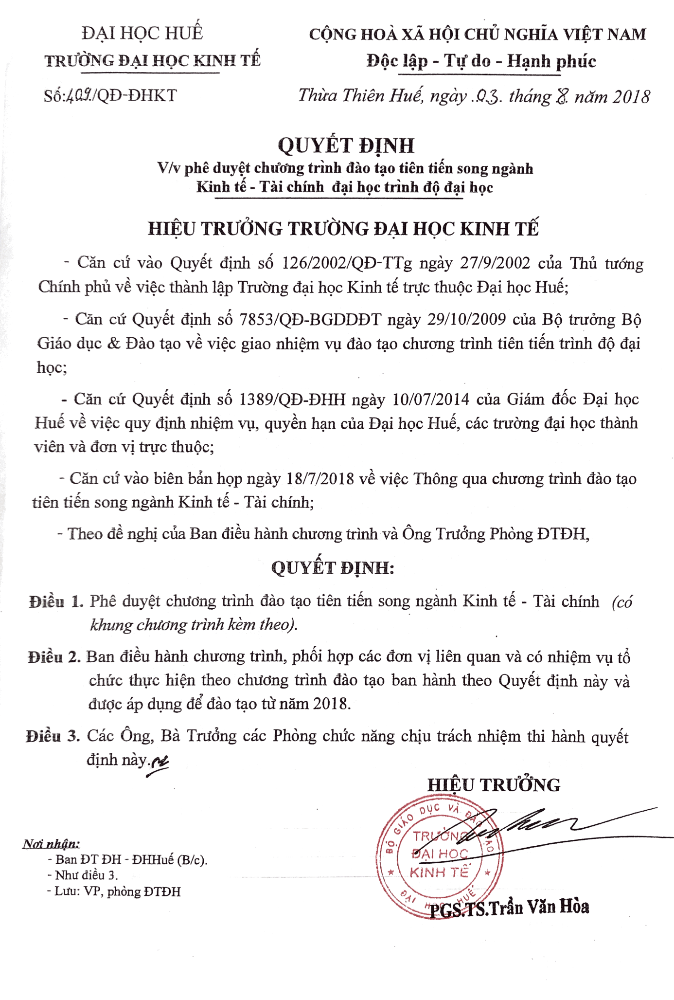 ĐẠI HỌC HUẾ
TRƯỜNG ĐẠI HỌC KINH TẾ
CỘNG HOÀ XÃ HỘI CHỦ NGHĨA VIỆT NAM
Độc lập - Tự do - Hạnh phúc
Số:409./QĐ-ĐHKT
Thừa Thiên Huế, ngày .03. tháng 8. năm 2018
QUYẾT ĐỊNH
V/v phê duyệt chương trình đào tạo tiên tiến song ngành
Kinh tế - Tài chính đại học trình độ đại học
HIỆU TRƯỞNG TRƯỜNG ĐẠI HỌC KINH TẾ
- Căn cứ vào Quyết định số 126/2002/QĐ-TTg ngày 27/9/2002 của Thủ tướng
Chính phủ về việc thành lập Trường đại học Kinh tế trực thuộc Đại học Huế;
- Căn cứ Quyết định số 7853/QĐ-BGDDĐT ngày 29/10/2009 của Bộ trưởng Bộ
Giáo dục & Đào tạo về việc giao nhiệm vụ đào tạo chương trình tiên tiến trình độ đại
học;
- Căn cứ Quyết định số 1389/QĐ-ĐHH ngày 10/07/2014 của Giám đốc Đại học
Huế về việc quy định nhiệm vụ, quyền hạn của Đại học Huế, các trường đại học thành
viên và đơn vị trực thuộc;
- Căn cứ vào biên bản họp ngày 18/7/2018 về việc Thông qua chương trình đào tạo
tiên tiến song ngành Kinh tế - Tài chính;
- Theo đề nghị của Ban điều hành chương trình và Ông Trưởng Phòng ĐTĐH,
QUYẾT ĐỊNH:
Điều 1. Phê duyệt chương trình đào tạo tiên tiến song ngành Kinh tế - Tài chính (có
khung chương trình kèm theo).
Điều 2. Ban điều hành chương trình, phối hợp các đơn vị liên quan và có nhiệm vụ tổ
chức thực hiện theo chương trình đào tạo ban hành theo Quyết định này và
được áp dụng để đào tạo từ năm 2018.
Điều 3. Các Ông, Bà Trưởng các Phòng chức năng chịu trách nhiệm thi hành quyết
định này.
HIỆU TRƯỞNG
BỘ GIÁO DỤC VÀ ĐÀO TẠO
TRƯỜNG
ĐẠI HỌC
KINH TẾ
ĐẠI HỌC HUẾ
PGS.TS.Trần Văn Hòa
Nơi nhận:
- Ban ĐT ĐH - ĐHHuế (B/c).
- Như điều 3.
- Lưu: VP, phòng ĐTĐH